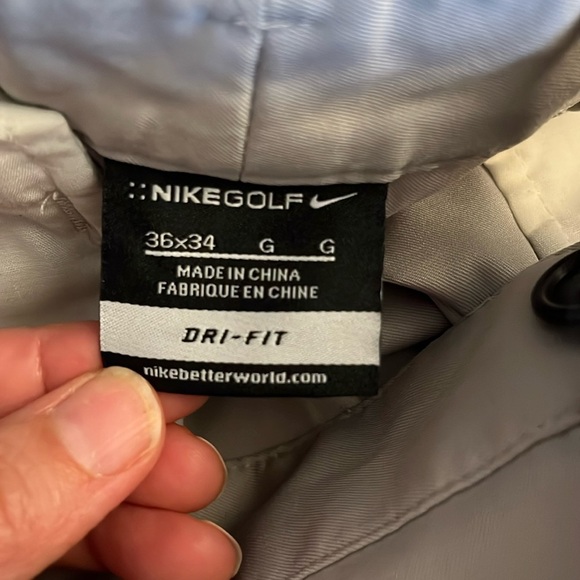 ::NIKEGOLF
36x34 G G
MADE IN CHINA
FABRIQUE EN CHINE
DRI-FIT
nikebetterworld.com